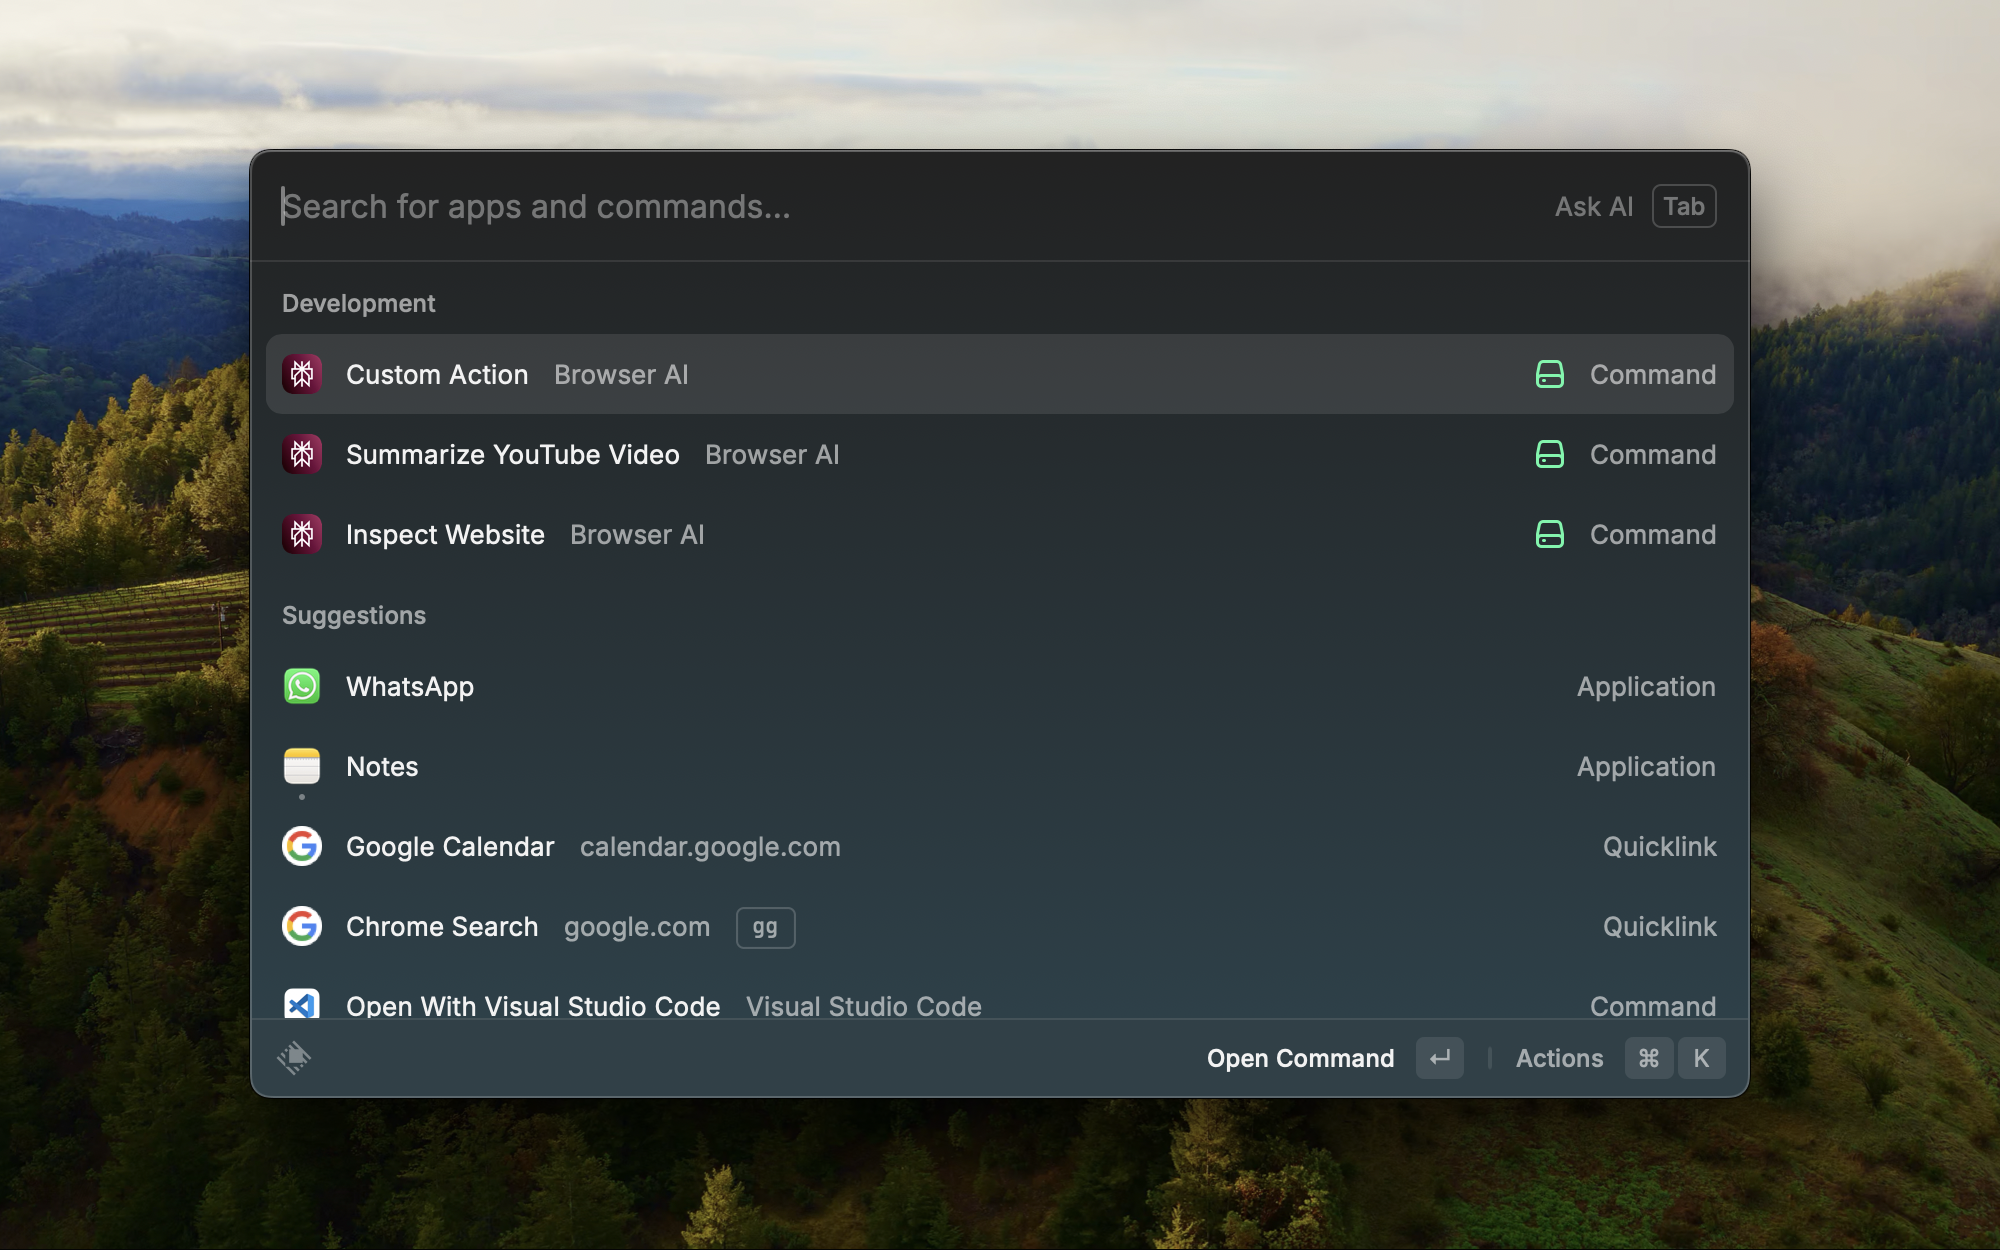 Search for apps and commands... Ask AI Tab
Development
Custom Action Browser AI Command
Summarize YouTube Video Browser AI Command
Inspect Website Browser AI Command
Suggestions
WhatsApp Application
Notes Application
Google Calendar calendar.google.com Quicklink
Chrome Search google.com gg Quicklink
Open With Visual Studio Code Visual Studio Code Command
Open Command ↵ Actions ⌘ K